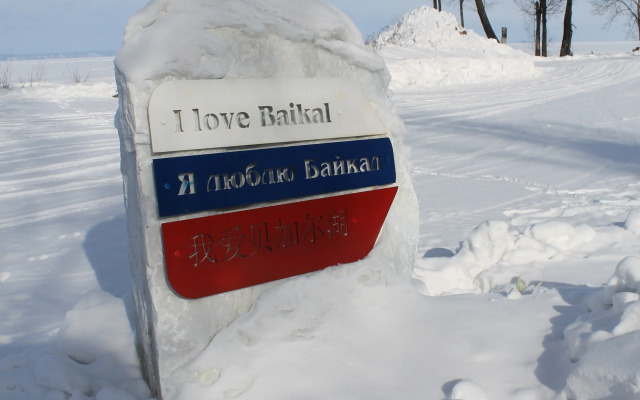 I love Baikal
Я люблю Байкал
我爱贝加尔湖